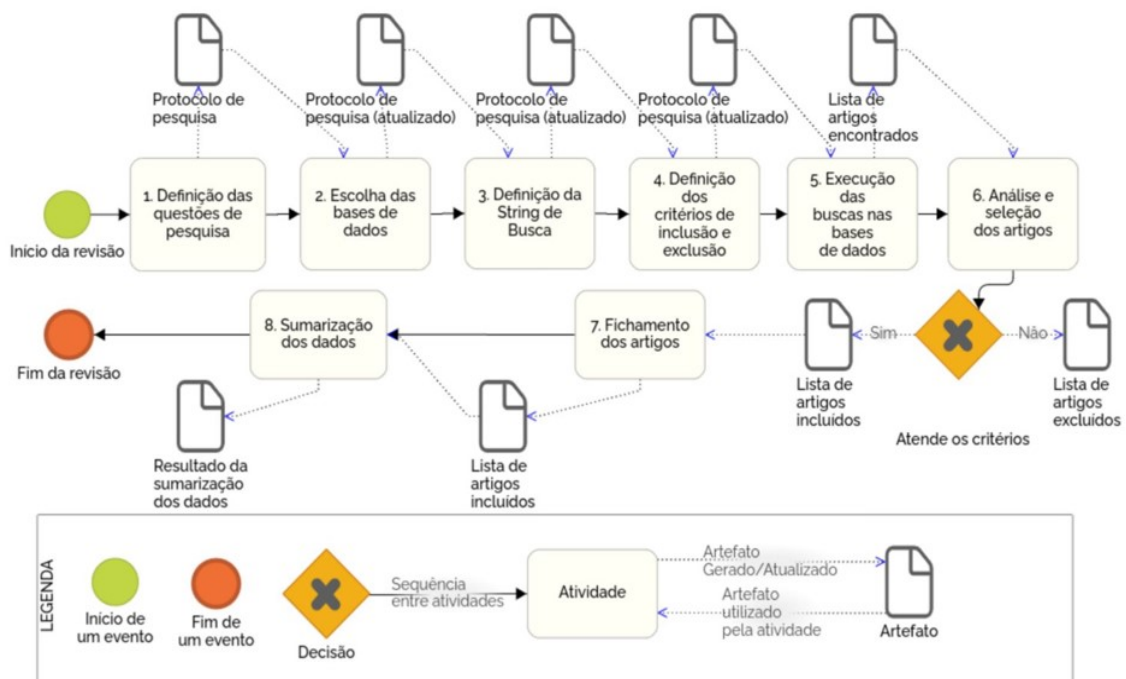 Protocolo de
pesquisa
Protocolo de
pesquisa (atualizado)
Protocolo de
pesquisa (atualizado)
Protocolo de
pesquisa (atualizado)
Lista de
artigos
encontrados
Início da revisão
1. Definição das
questões de
pesquisa
2. Escolha das
bases de
dados
3. Definição da
String de
Busca
4. Definição
dos
critérios de
inclusão e
exclusão
5. Execução
das
buscas nas
bases
de dados
6. Análise e
seleção
dos artigos
Fim da revisão
8. Sumarização
dos dados
7. Fichamento
dos artigos
Sim
Não
Lista de
artigos
incluídos
Lista de
artigos
excluídos
Atende os critérios
Resultado da
sumarização
dos dados
Lista de
artigos
incluídos
LEGENDA
Início de
um evento
Fim de
um evento
Decisão
Sequência
entre atividades
Atividade
Artefato
Gerado/Atualizado
Artefato
utilizado
pela atividade
Artefato